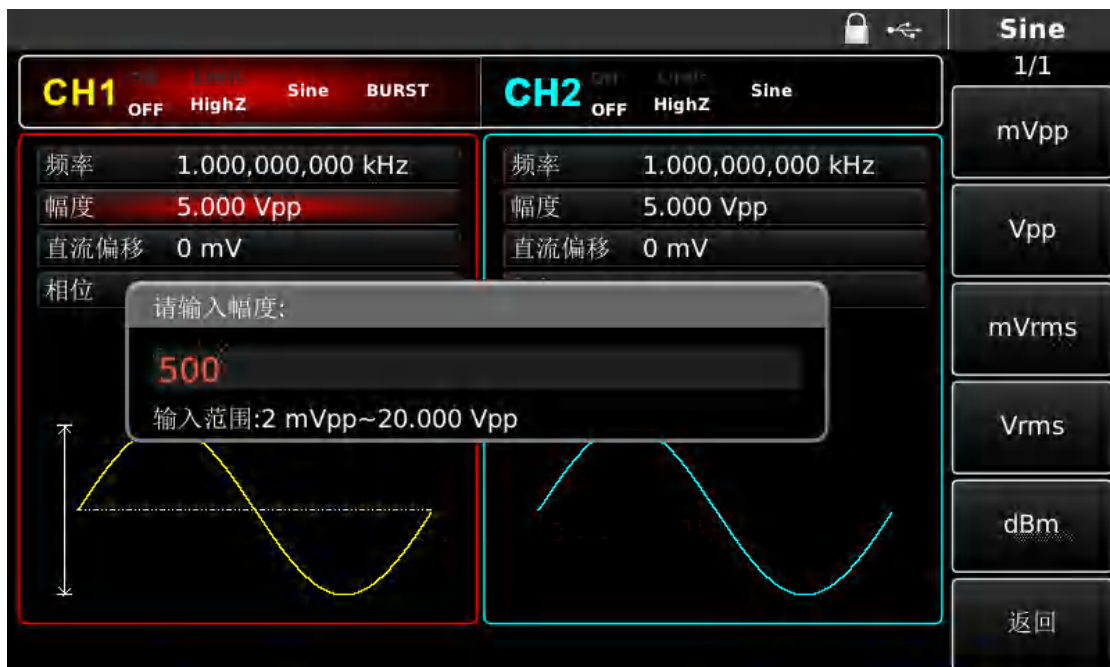 Sine
1/1
CH1 OFF HighZ Sine BURST
CH2 OFF HighZ Sine
频率 1.000,000,000 kHz
幅度 5.000 Vpp
直流偏移 0 mV
相位
频率 1.000,000,000 kHz
幅度 5.000 Vpp
直流偏移 0 mV
请输入幅度:
500
输入范围:2 mVpp~20.000 Vpp
mVpp
Vpp
mVrms
Vrms
dBm
返回